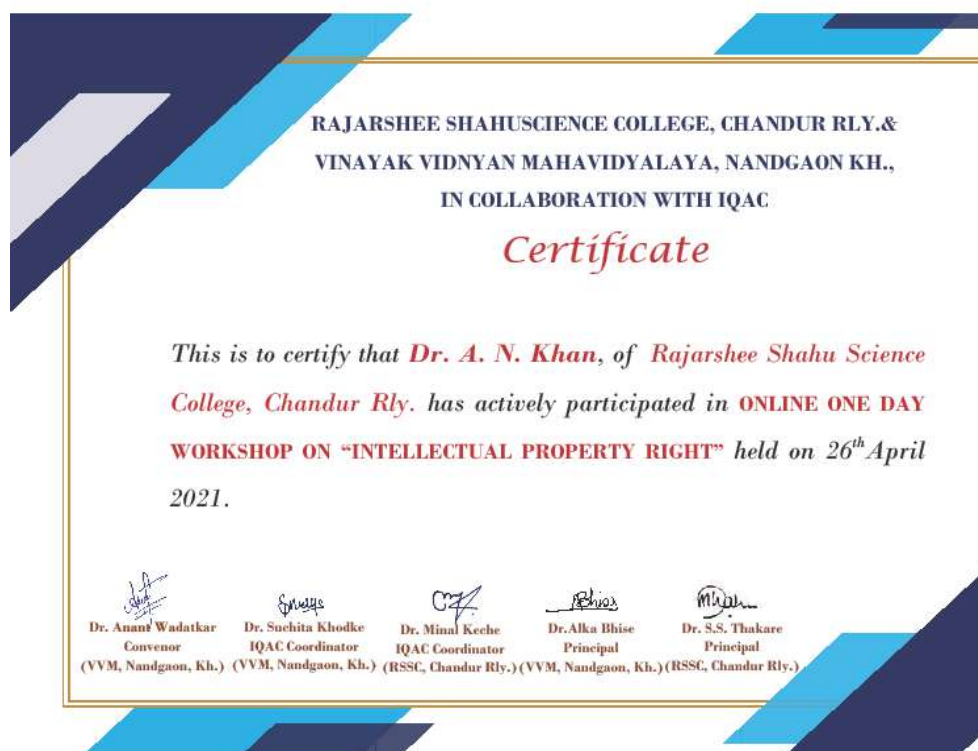 RAJARSHEE SHAHUSCIENCE COLLEGE, CHANDUR RLY.&
VINAYAK VIDNYAN MAHAVIDYALAYA, NANDGAON KH.,
IN COLLABORATION WITH IQAC
Certificate
This is to certify that Dr. A. N. Khan, of Rajarshee Shahu Science
College, Chandur Rly. has actively participated in ONLINE ONE DAY
WORKSHOP ON “INTELLECTUAL PROPERTY RIGHT” held on 26th April
2021.
Dr. Anant Wadatkar
Convenor
(VVM, Nandgaon, Kh.)
Dr. Suchita Khodke
IQAC Coordinator
(VVM, Nandgaon, Kh.)
Dr. Minal Keche
IQAC Coordinator
(RSSC, Chandur Rly.)
Dr.Alka Bhise
Principal
(VVM, Nandgaon, Kh.)
Dr. S.S. Thakare
Principal
(RSSC, Chandur Rly.)